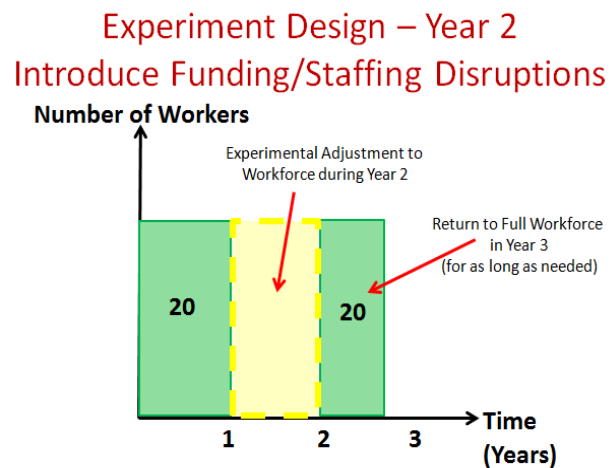 Experiment Design – Year 2
Introduce Funding/Staffing Disruptions
Number of Workers
Experimental Adjustment to
Workforce during Year 2
Return to Full Workforce
in Year 3
(for as long as needed)
20
20
Time
(Years)
1
2
3